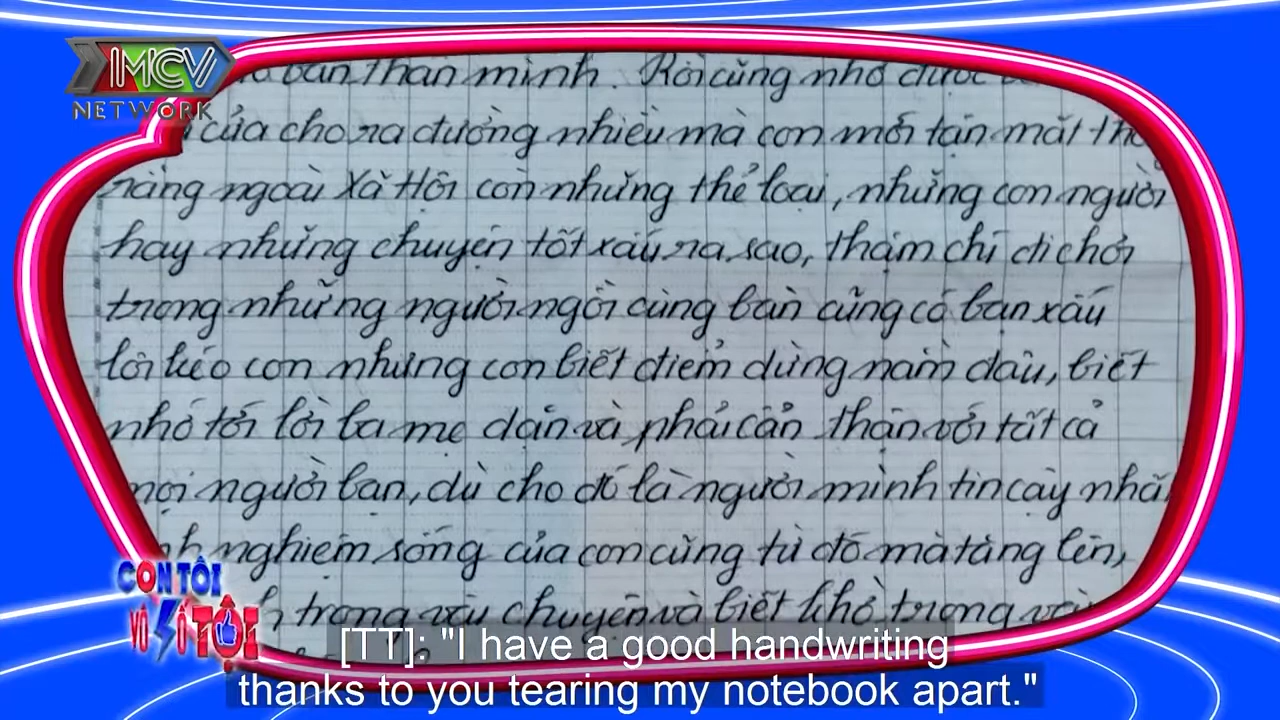 MCV
NETWORK
bản thân mình. Rồi cũng nhờ được
của cho ra đường nhiều mà con mới tận mắt
ràng ngoài Xã Hội còn những thể loại, những con người
hay những chuyện tốt xấu ra sao, thậm chí đi chơi
trong những người ngồi cùng bàn cũng có bạn xấu
lôi kéo con nhưng con biết điểm dừng nằm đâu, biết
nhớ tới lời ba mẹ dặn và phải cẩn thận với tất cả
mọi người bạn, dù cho đó là người mình tin cậy
nghiệm sống của con cũng từ đó mà tăng lên,
trong vài chuyện và biết khó trong
CON TÔI
VÔ SỐ TỘI
[TT]: "I have a good handwriting
thanks to you tearing my notebook apart."